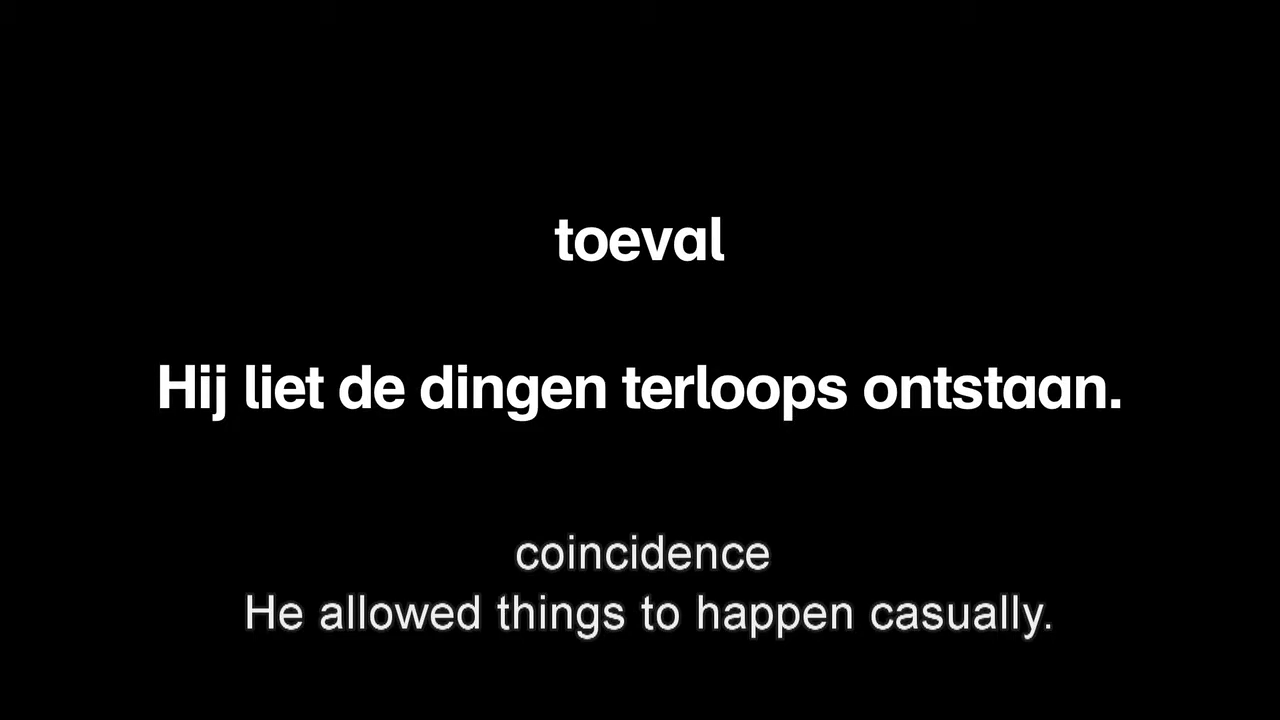 toeval
Hij liet de dingen terloops ontstaan.
coincidence
He allowed things to happen casually.